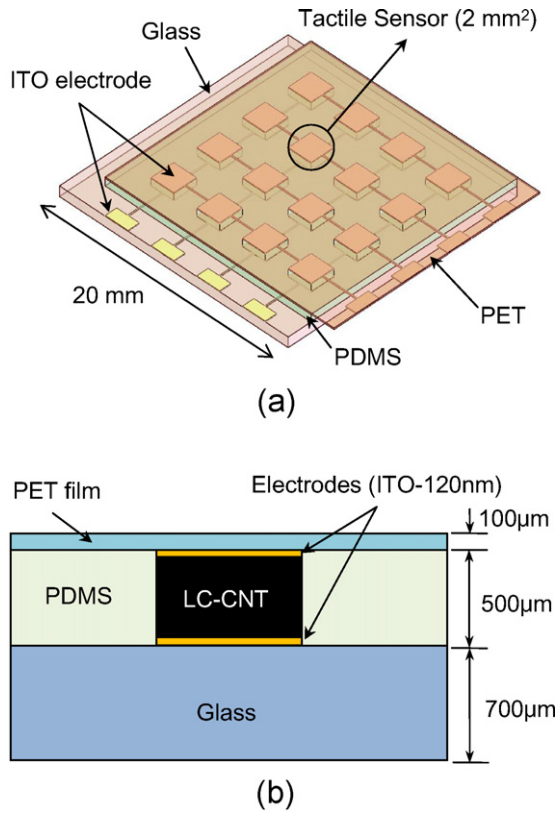 Tactile Sensor (2 mm²)
Glass
ITO electrode
20 mm
PET
PDMS
(a)
PET film
Electrodes (ITO-120nm)
100µm
PDMS
LC-CNT
500µm
Glass
700µm
(b)